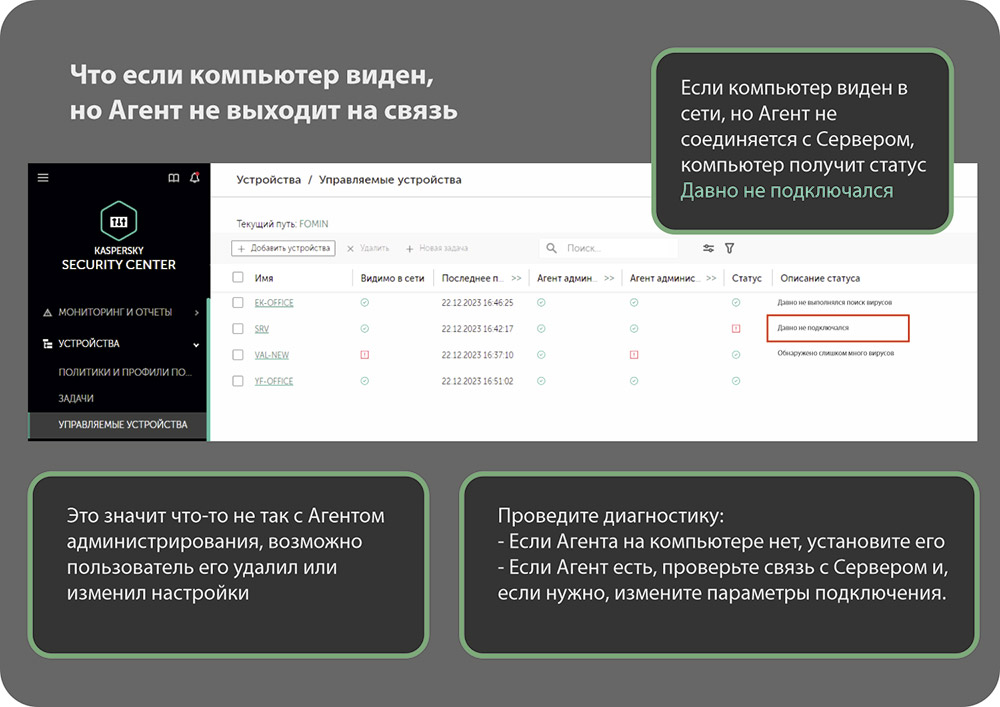 Что если компьютер виден,
но Агент не выходит на связь
Если компьютер виден в
сети, но Агент не
соединяется с Сервером,
компьютер получит статус
Давно не подключался
KASPERSKY
SECURITY CENTER
МОНИТОРИНГ И ОТЧЕТЫ
УСТРОЙСТВА
ПОЛИТИКИ И ПРОФИЛИ ПО...
ЗАДАЧИ
УПРАВЛЯЕМЫЕ УСТРОЙСТВА
Устройства / Управляемые устройства
Текущий путь: FOMIN
+ Добавить устройства × Удалить + Новая задача Поиск...
Имя Видимо в сети Последнее п... >> Агент админ... >> Агент админис... >> Статус Описание статуса
EK-OFFICE 22.12.2023 16:46:25 Давно не выполнялся поиск вирусов
SRV 22.12.2023 16:42:17 Давно не подключался
VAL-NEW 22.12.2023 16:37:10 Обнаружено слишком много вирусов
YF-OFFICE 22.12.2023 16:51:02
Это значит что-то не так с Агентом
администрирования, возможно
пользователь его удалил или
изменил настройки
Проведите диагностику:
- Если Агента на компьютере нет, установите его
- Если Агент есть, проверьте связь с Сервером и,
если нужно, измените параметры подключения.